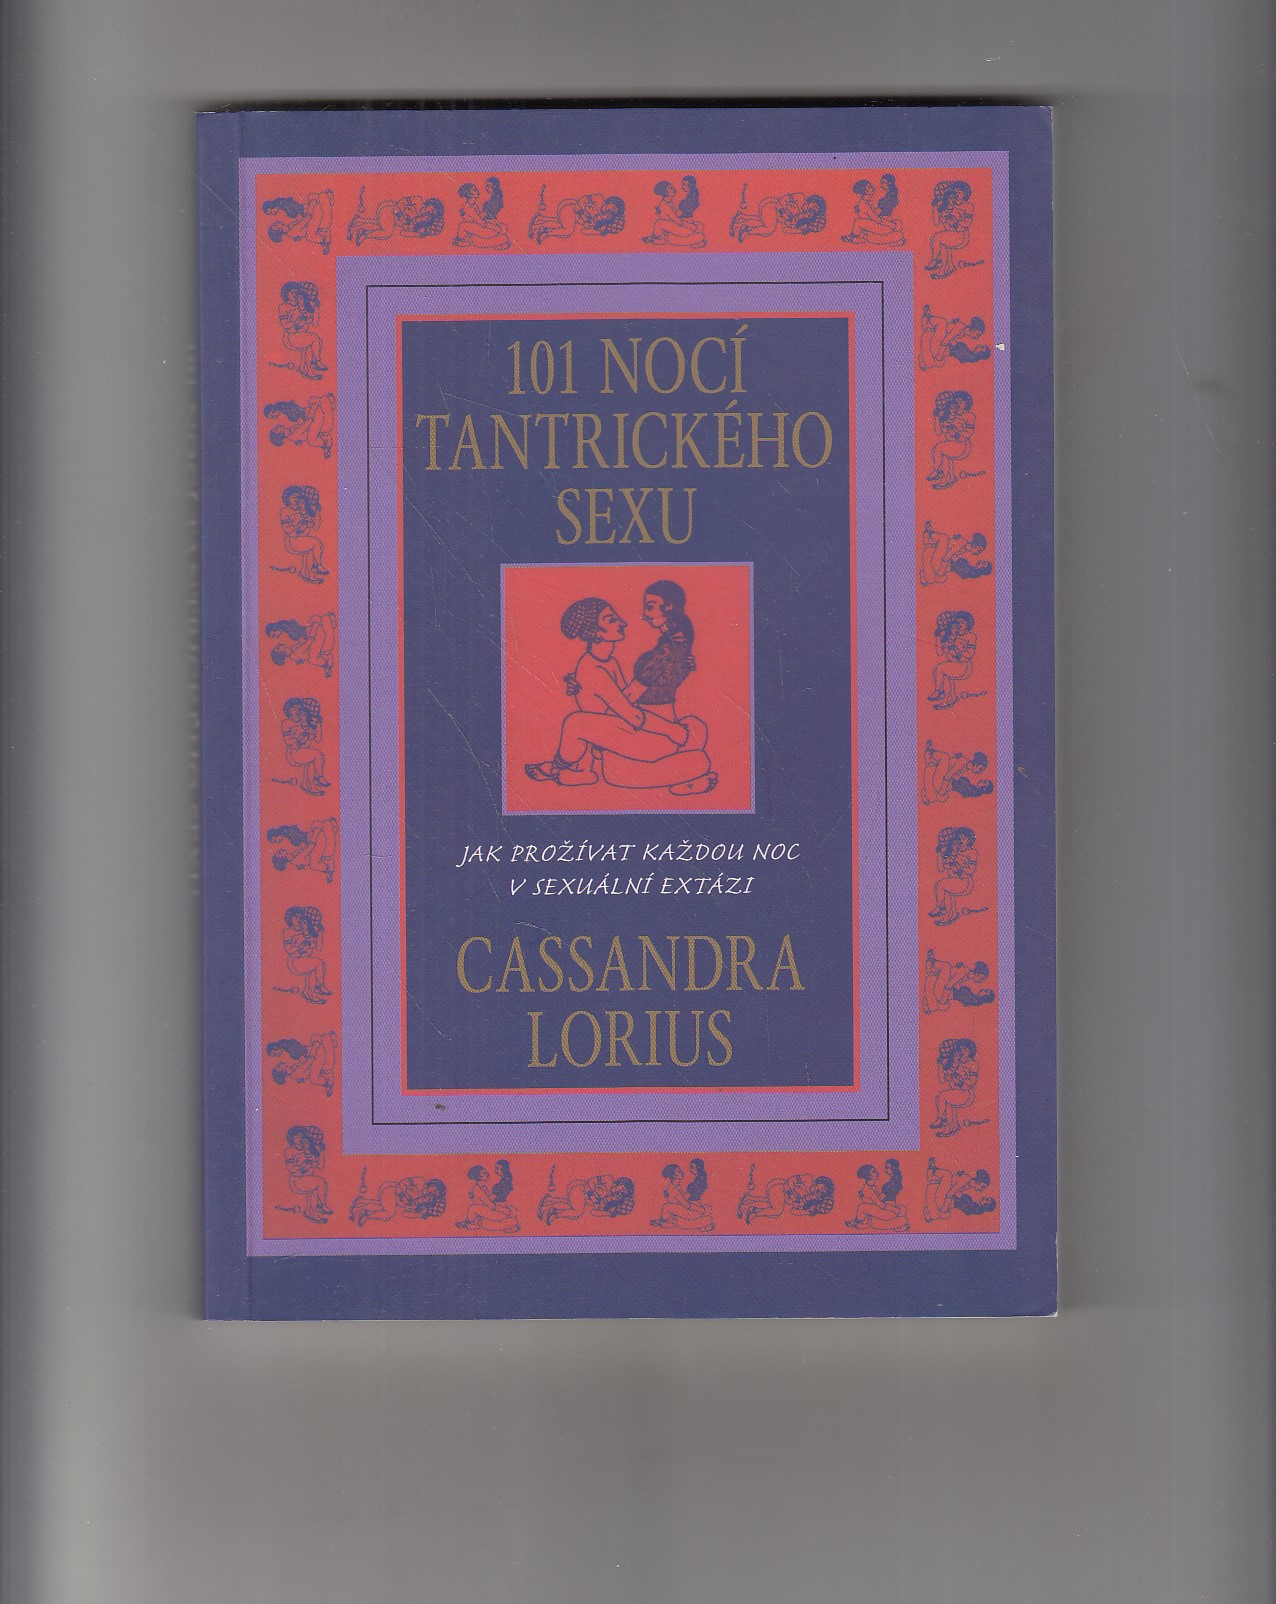 101 NOCÍ
TANTRICKÉHO
SEXU
JAK PROŽÍVAT KAŽDOU NOC
V SEXUÁLNÍ EXTÁZI
CASSANDRA
LORIUS